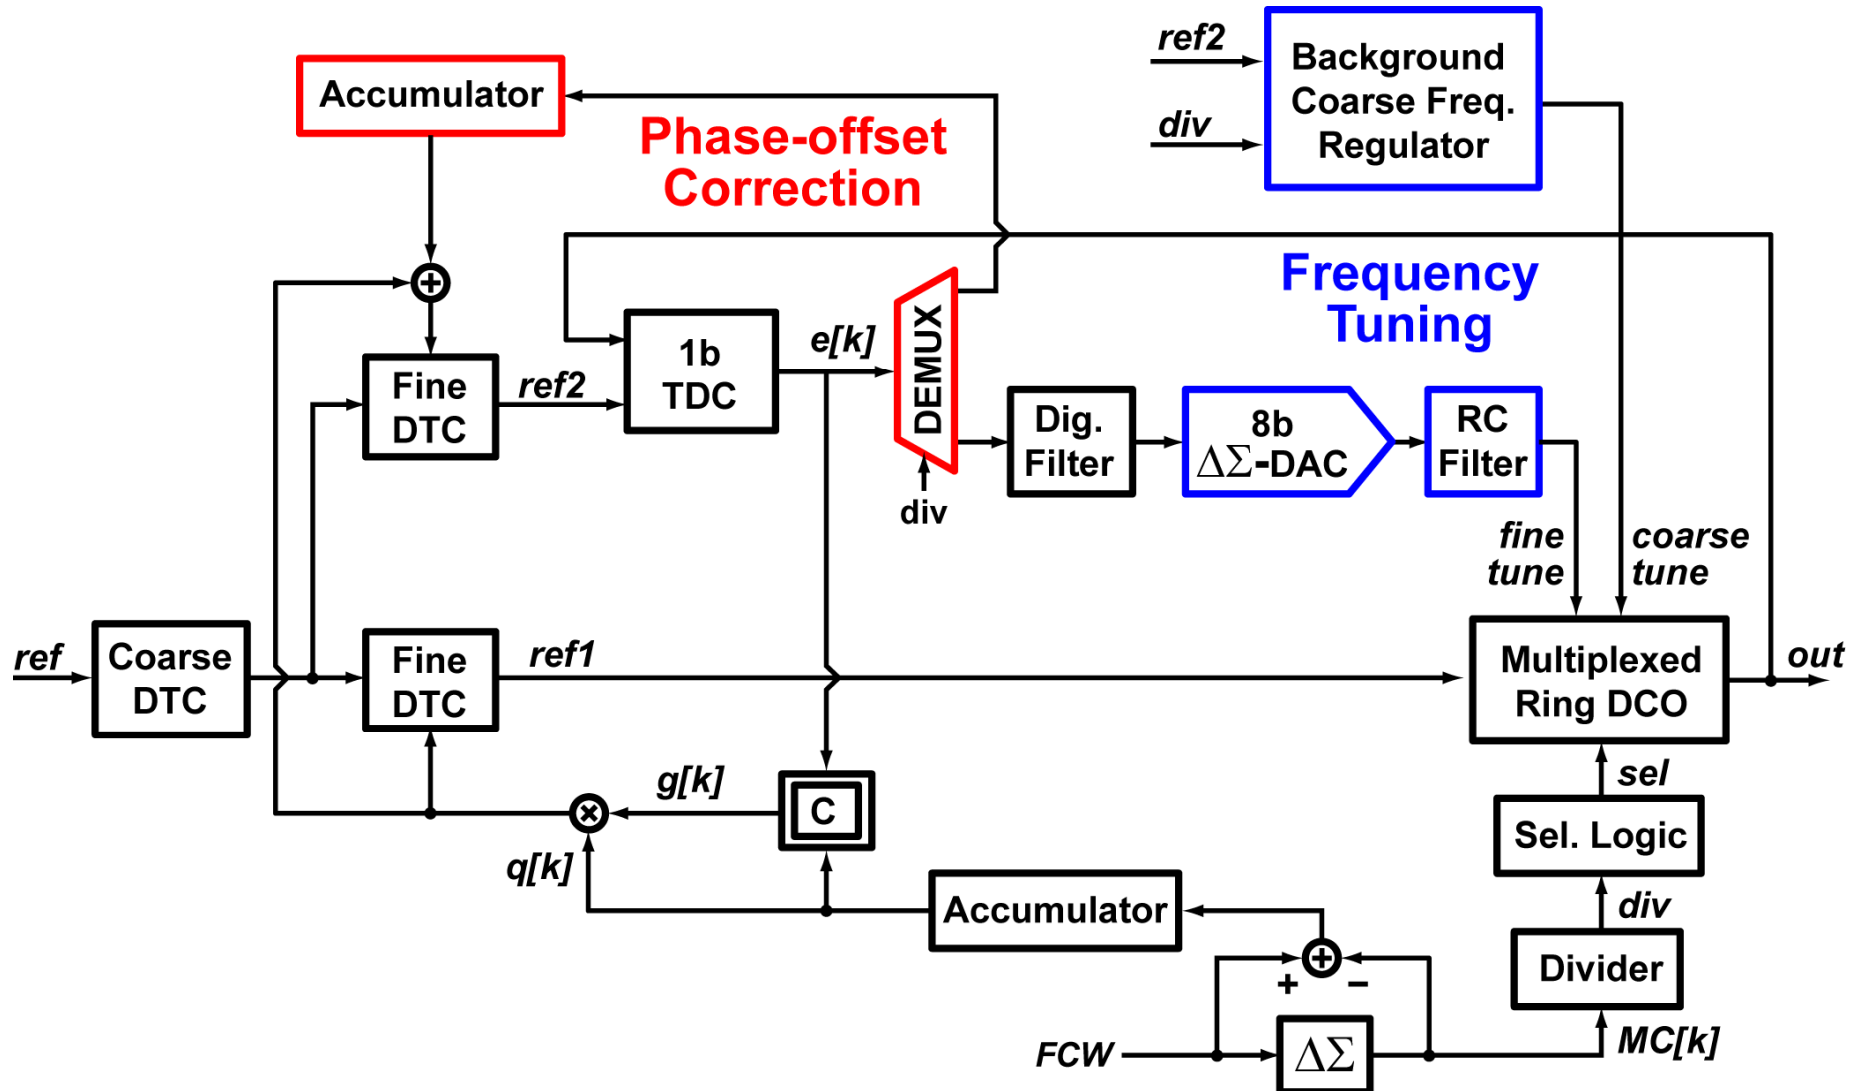 ref2
Background
Coarse Freq.
Regulator
div
Accumulator
Phase-offset
Correction
Frequency
Tuning
Fine
DTC
ref2
1b
TDC
e[k]
DEMUX
div
Dig.
Filter
8b
ΔΣ-DAC
RC
Filter
fine
tune
coarse
tune
ref
Coarse
DTC
Fine
DTC
ref1
Multiplexed
Ring DCO
out
sel
g[k]
C
Sel. Logic
q[k]
Accumulator
div
Divider
+
−
FCW
ΔΣ
MC[k]